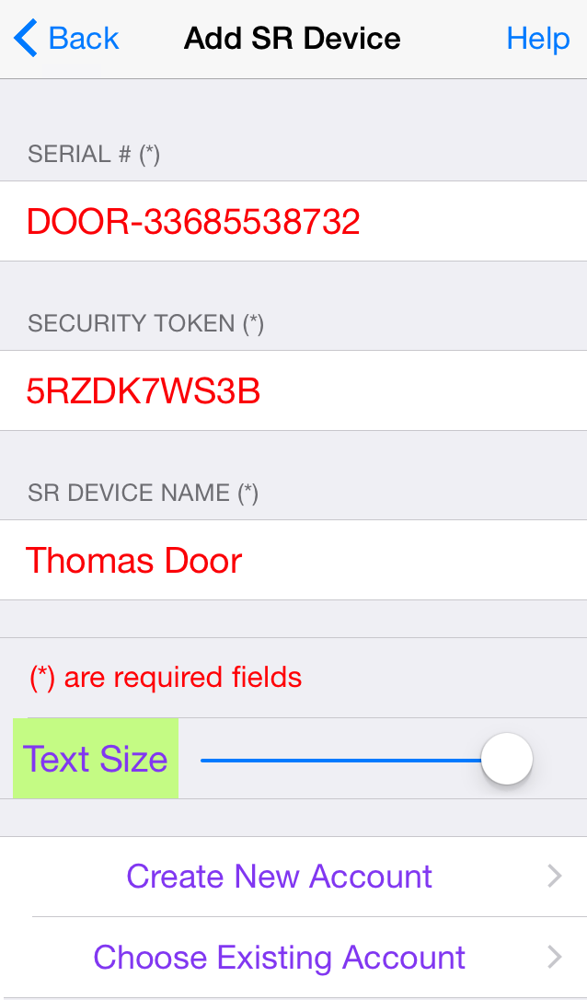 Back Add SR Device Help
SERIAL # (*)
DOOR-33685538732
SECURITY TOKEN (*)
5RZDK7WS3B
SR DEVICE NAME (*)
Thomas Door
(*) are required fields
Text Size
Create New Account
Choose Existing Account